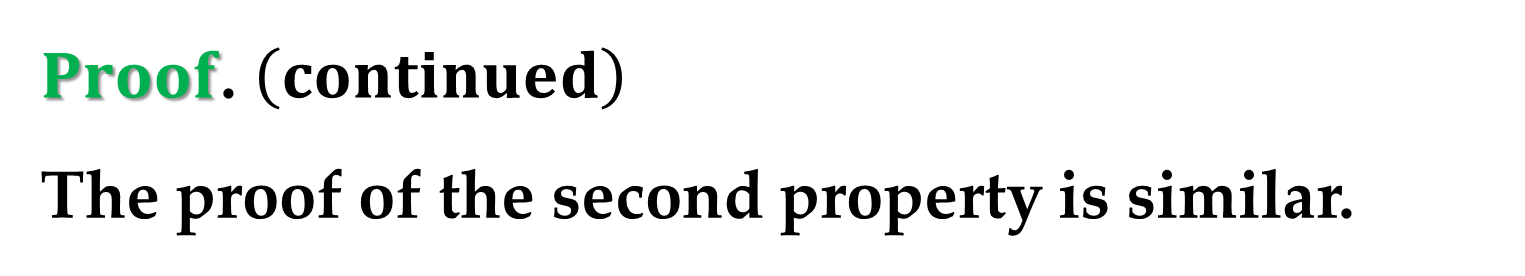 Proof. (continued)
The proof of the second property is similar.